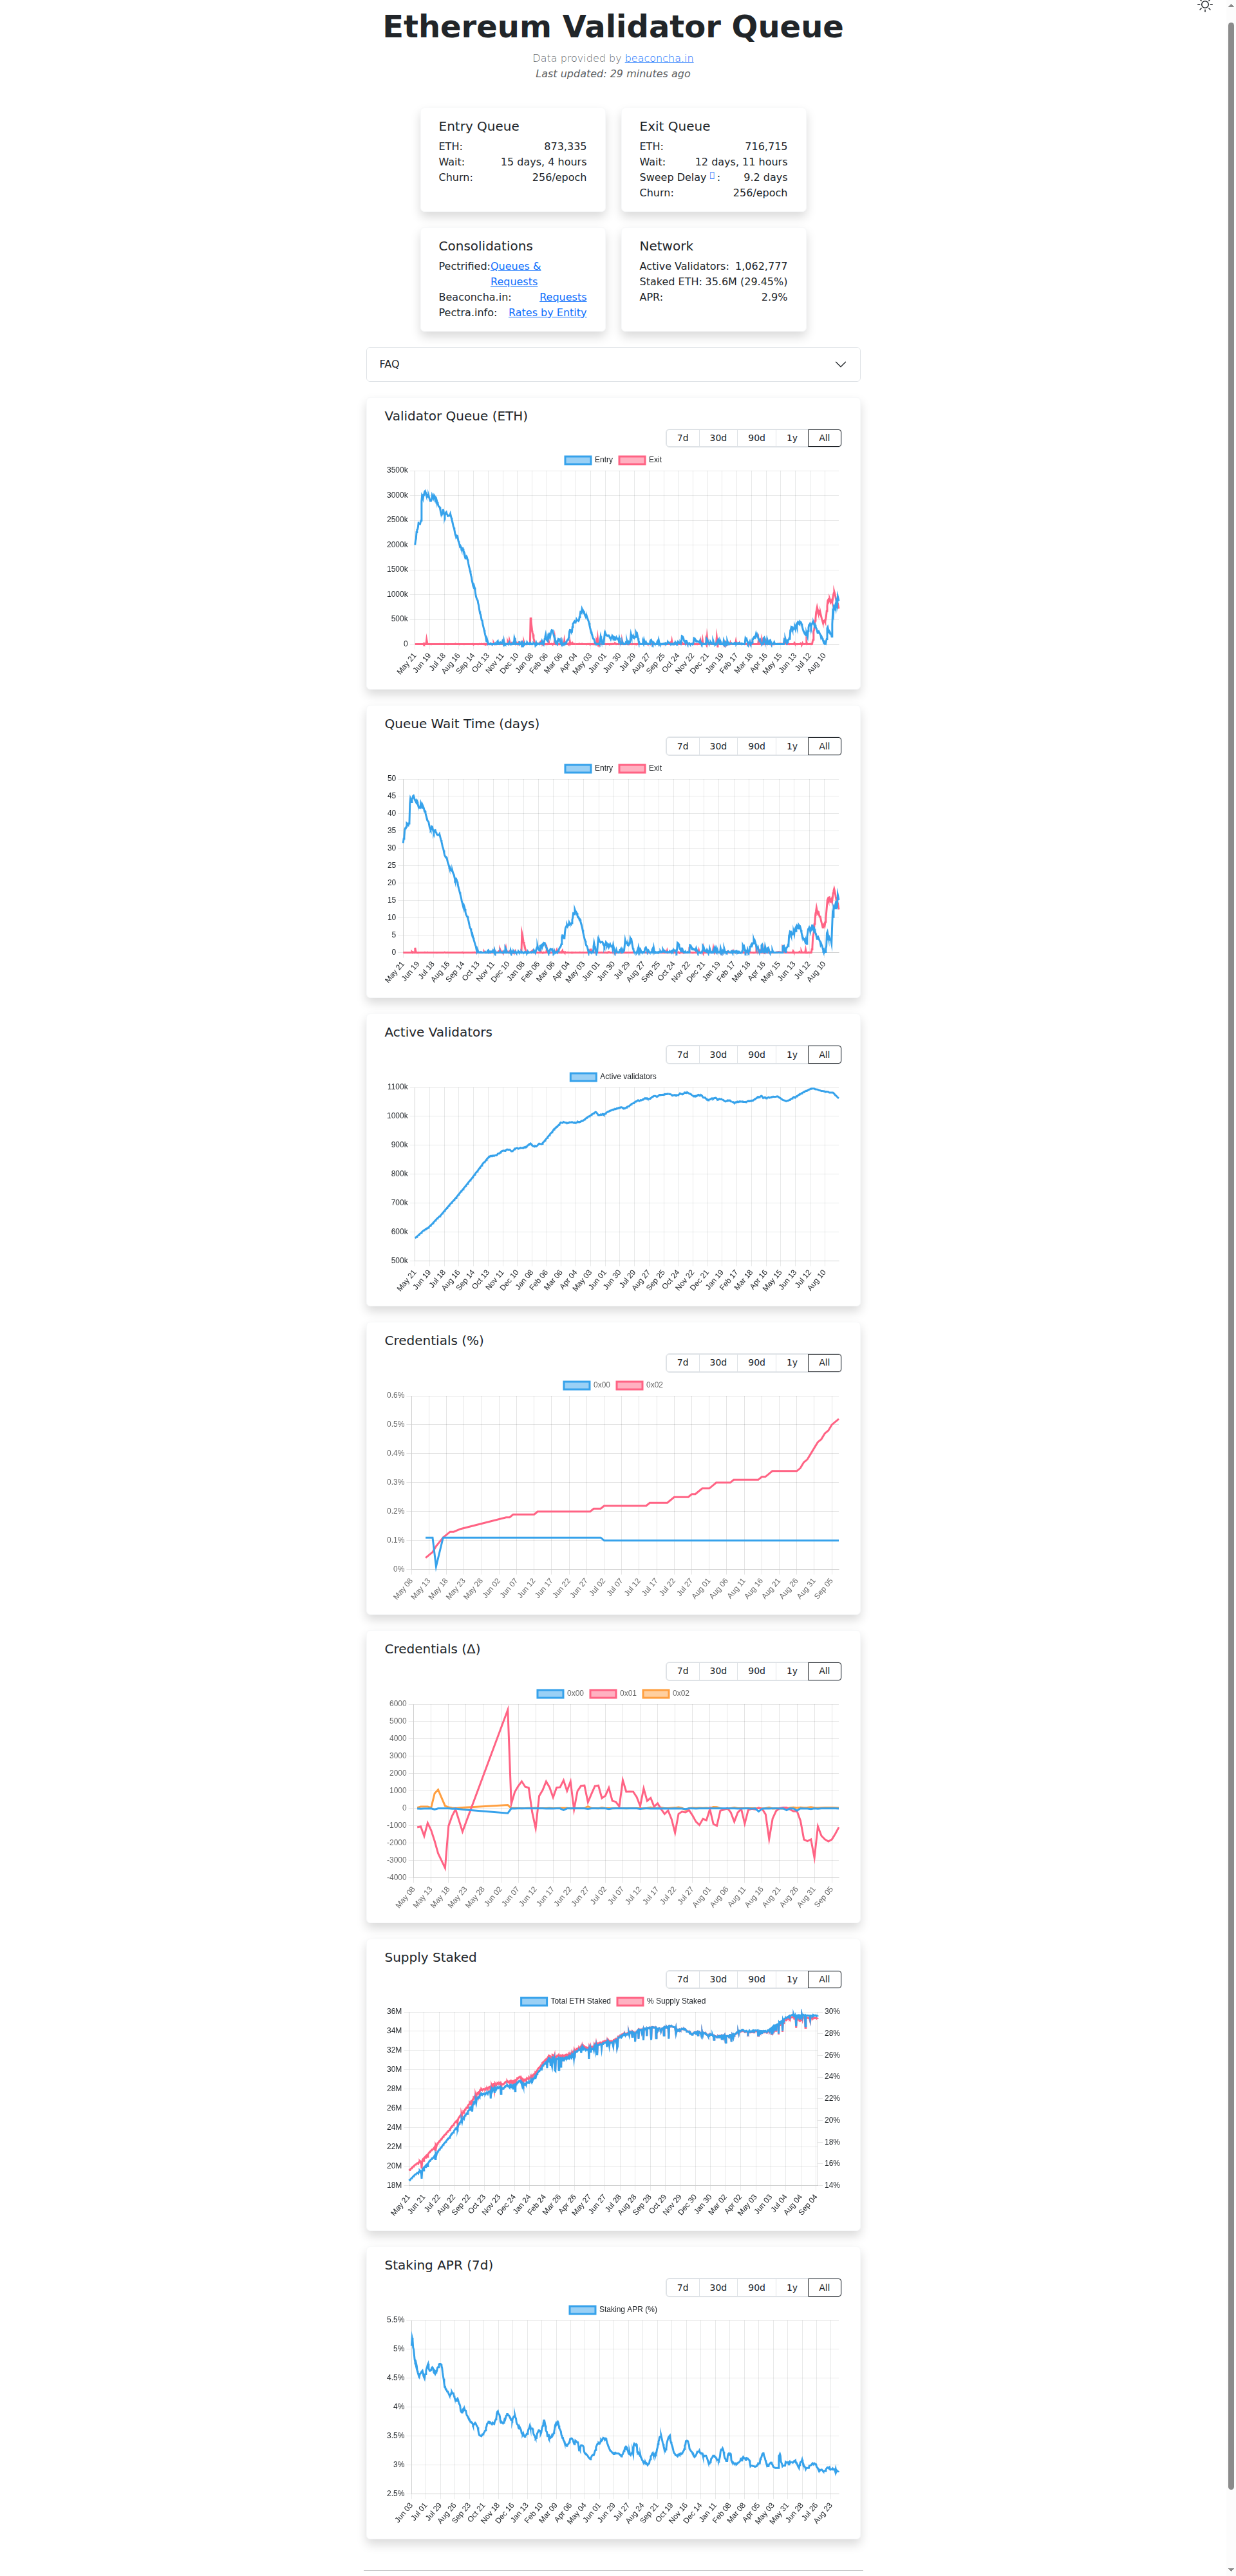 Ethereum Validator Queue
Data provided by beaconcha.in
Last updated: 29 minutes ago
Entry Queue
ETH: 873,335
Wait: 15 days, 4 hours
Churn: 256/epoch
Exit Queue
ETH: 716,715
Wait: 12 days, 11 hours
Sweep Delay : 9.2 days
Churn: 256/epoch
Consolidations
Pectrified: Queues &
Requests
Beaconcha.in: Requests
Pectra.info: Rates by Entity
Network
Active Validators: 1,062,777
Staked ETH: 35.6M (29.45%)
APR: 2.9%
FAQ
Validator Queue (ETH)
7d 30d 90d 1y All
Entry Exit
3500k
3000k
2500k
2000k
1500k
1000k
500k
0
May 21 Jun 19 Jul 18 Aug 16 Sep 14 Oct 13 Nov 11 Dec 10 Jan 08 Feb 06 Mar 06 Apr 04 May 03 Jun 01 Jun 30 Jul 29 Aug 27 Sep 25 Oct 24 Nov 22 Dec 21 Jan 19 Feb 17 Mar 18 Apr 16 May 15 Jun 13 Jul 12 Aug 10
Queue Wait Time (days)
7d 30d 90d 1y All
Entry Exit
50
45
40
35
30
25
20
15
10
5
0
May 21 Jun 19 Jul 18 Aug 16 Sep 14 Oct 13 Nov 11 Dec 10 Jan 08 Feb 06 Mar 06 Apr 04 May 03 Jun 01 Jun 30 Jul 29 Aug 27 Sep 25 Oct 24 Nov 22 Dec 21 Jan 19 Feb 17 Mar 18 Apr 16 May 15 Jun 13 Jul 12 Aug 10
Active Validators
7d 30d 90d 1y All
Active validators
1100k
1000k
900k
800k
700k
600k
500k
May 21 Jun 19 Jul 18 Aug 16 Sep 14 Oct 13 Nov 11 Dec 10 Jan 08 Feb 06 Mar 06 Apr 04 May 03 Jun 01 Jun 30 Jul 29 Aug 27 Sep 25 Oct 24 Nov 22 Dec 21 Jan 19 Feb 17 Mar 18 Apr 16 May 15 Jun 13 Jul 12 Aug 10
Credentials (%)
7d 30d 90d 1y All
0x00 0x02
0.6%
0.5%
0.4%
0.3%
0.2%
0.1%
0%
May 08 May 13 May 18 May 23 May 28 Jun 02 Jun 07 Jun 12 Jun 17 Jun 22 Jun 27 Jul 02 Jul 07 Jul 12 Jul 17 Jul 22 Jul 27 Aug 01 Aug 06 Aug 11 Aug 16 Aug 21 Aug 26 Aug 31 Sep 05
Credentials (Δ)
7d 30d 90d 1y All
0x00 0x01 0x02
6000
5000
4000
3000
2000
1000
0
-1000
-2000
-3000
-4000
May 08 May 13 May 18 May 23 May 28 Jun 02 Jun 07 Jun 12 Jun 17 Jun 22 Jun 27 Jul 02 Jul 07 Jul 12 Jul 17 Jul 22 Jul 27 Aug 01 Aug 06 Aug 11 Aug 16 Aug 21 Aug 26 Aug 31 Sep 05
Supply Staked
7d 30d 90d 1y All
Total ETH Staked % Supply Staked
36M 30%
34M 28%
32M 26%
30M 24%
28M 22%
26M 20%
24M 18%
22M 16%
20M 14%
18M
May 21 Jun 21 Jul 22 Aug 22 Sep 22 Oct 23 Nov 23 Dec 24 Jan 24 Feb 24 Mar 26 Apr 26 May 27 Jun 27 Jul 28 Aug 28 Sep 28 Oct 29 Nov 29 Dec 30 Jan 30 Mar 02 Apr 02 May 03 Jun 03 Jul 04 Aug 04 Sep 04
Staking APR (7d)
7d 30d 90d 1y All
Staking APR (%)
5.5%
5%
4.5%
4%
3.5%
3%
2.5%
Jun 03 Jul 01 Jul 29 Aug 26 Sep 23 Oct 21 Nov 18 Dec 16 Jan 13 Feb 10 Mar 09 Apr 06 May 04 Jun 01 Jun 29 Jul 27 Aug 24 Sep 21 Oct 19 Nov 16 Dec 14 Jan 11 Feb 08 Mar 08 Apr 05 May 03 May 31 Jun 28 Jul 26 Aug 23